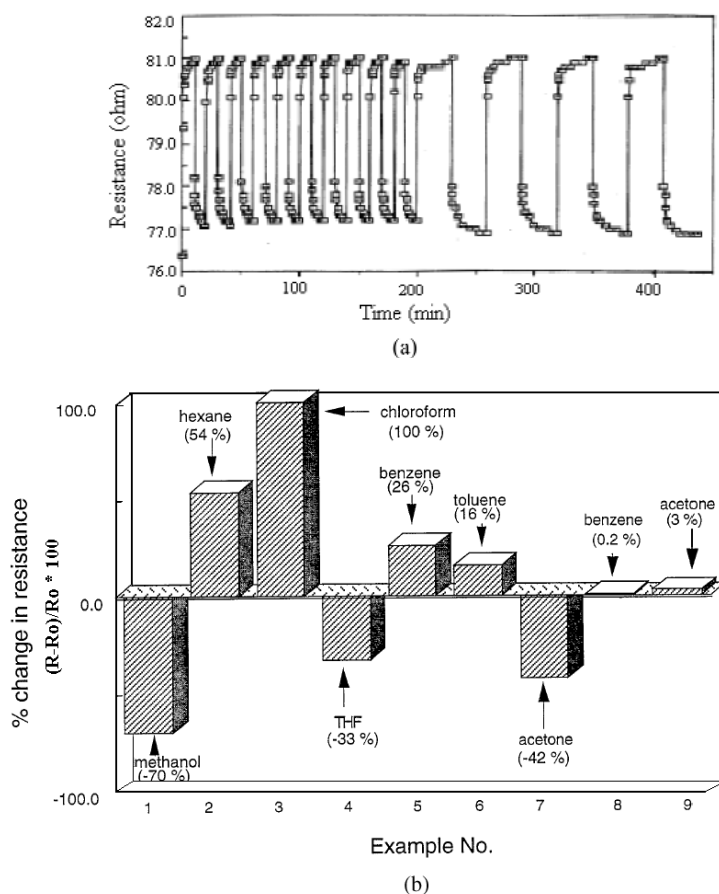 82.0
81.0
80.0
79.0
78.0
77.0
76.0
Resistance (ohm)
0
100
200
300
400
Time (min)
(a)
100.0
0.0
-100.0
% change in resistance
(R-Ro)/Ro * 100
hexane
(54 %)
chloroform
(100 %)
benzene
(26 %)
toluene
(16 %)
benzene
(0.2 %)
acetone
(3 %)
methanol
(-70 %)
THF
(-33 %)
acetone
(-42 %)
1 2 3 4 5 6 7 8 9
Example No.
(b)